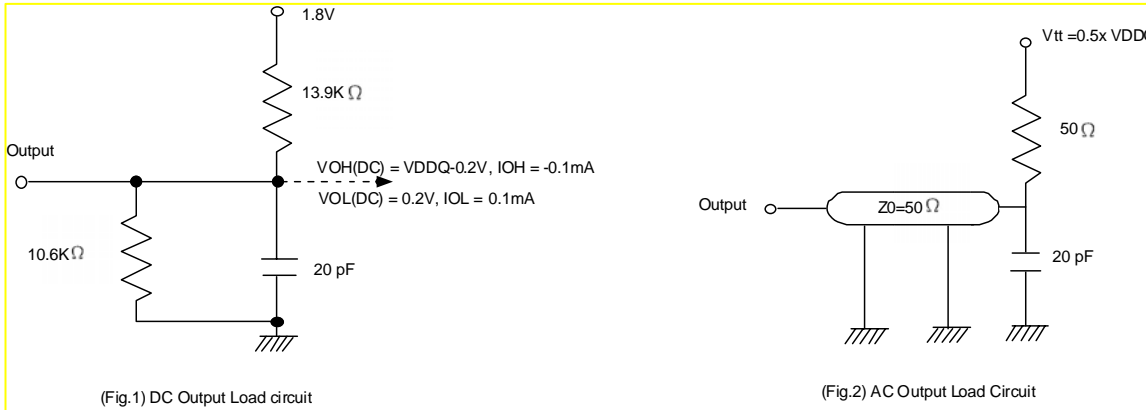 1.8V
13.9K Ω
Output
VOH(DC) = VDDQ-0.2V, IOH = -0.1mA
VOL(DC) = 0.2V, IOL = 0.1mA
10.6K Ω
20 pF
(Fig.1) DC Output Load circuit
Vtt =0.5x VDD
50 Ω
Output
Z0=50 Ω
20 pF
(Fig.2) AC Output Load Circuit